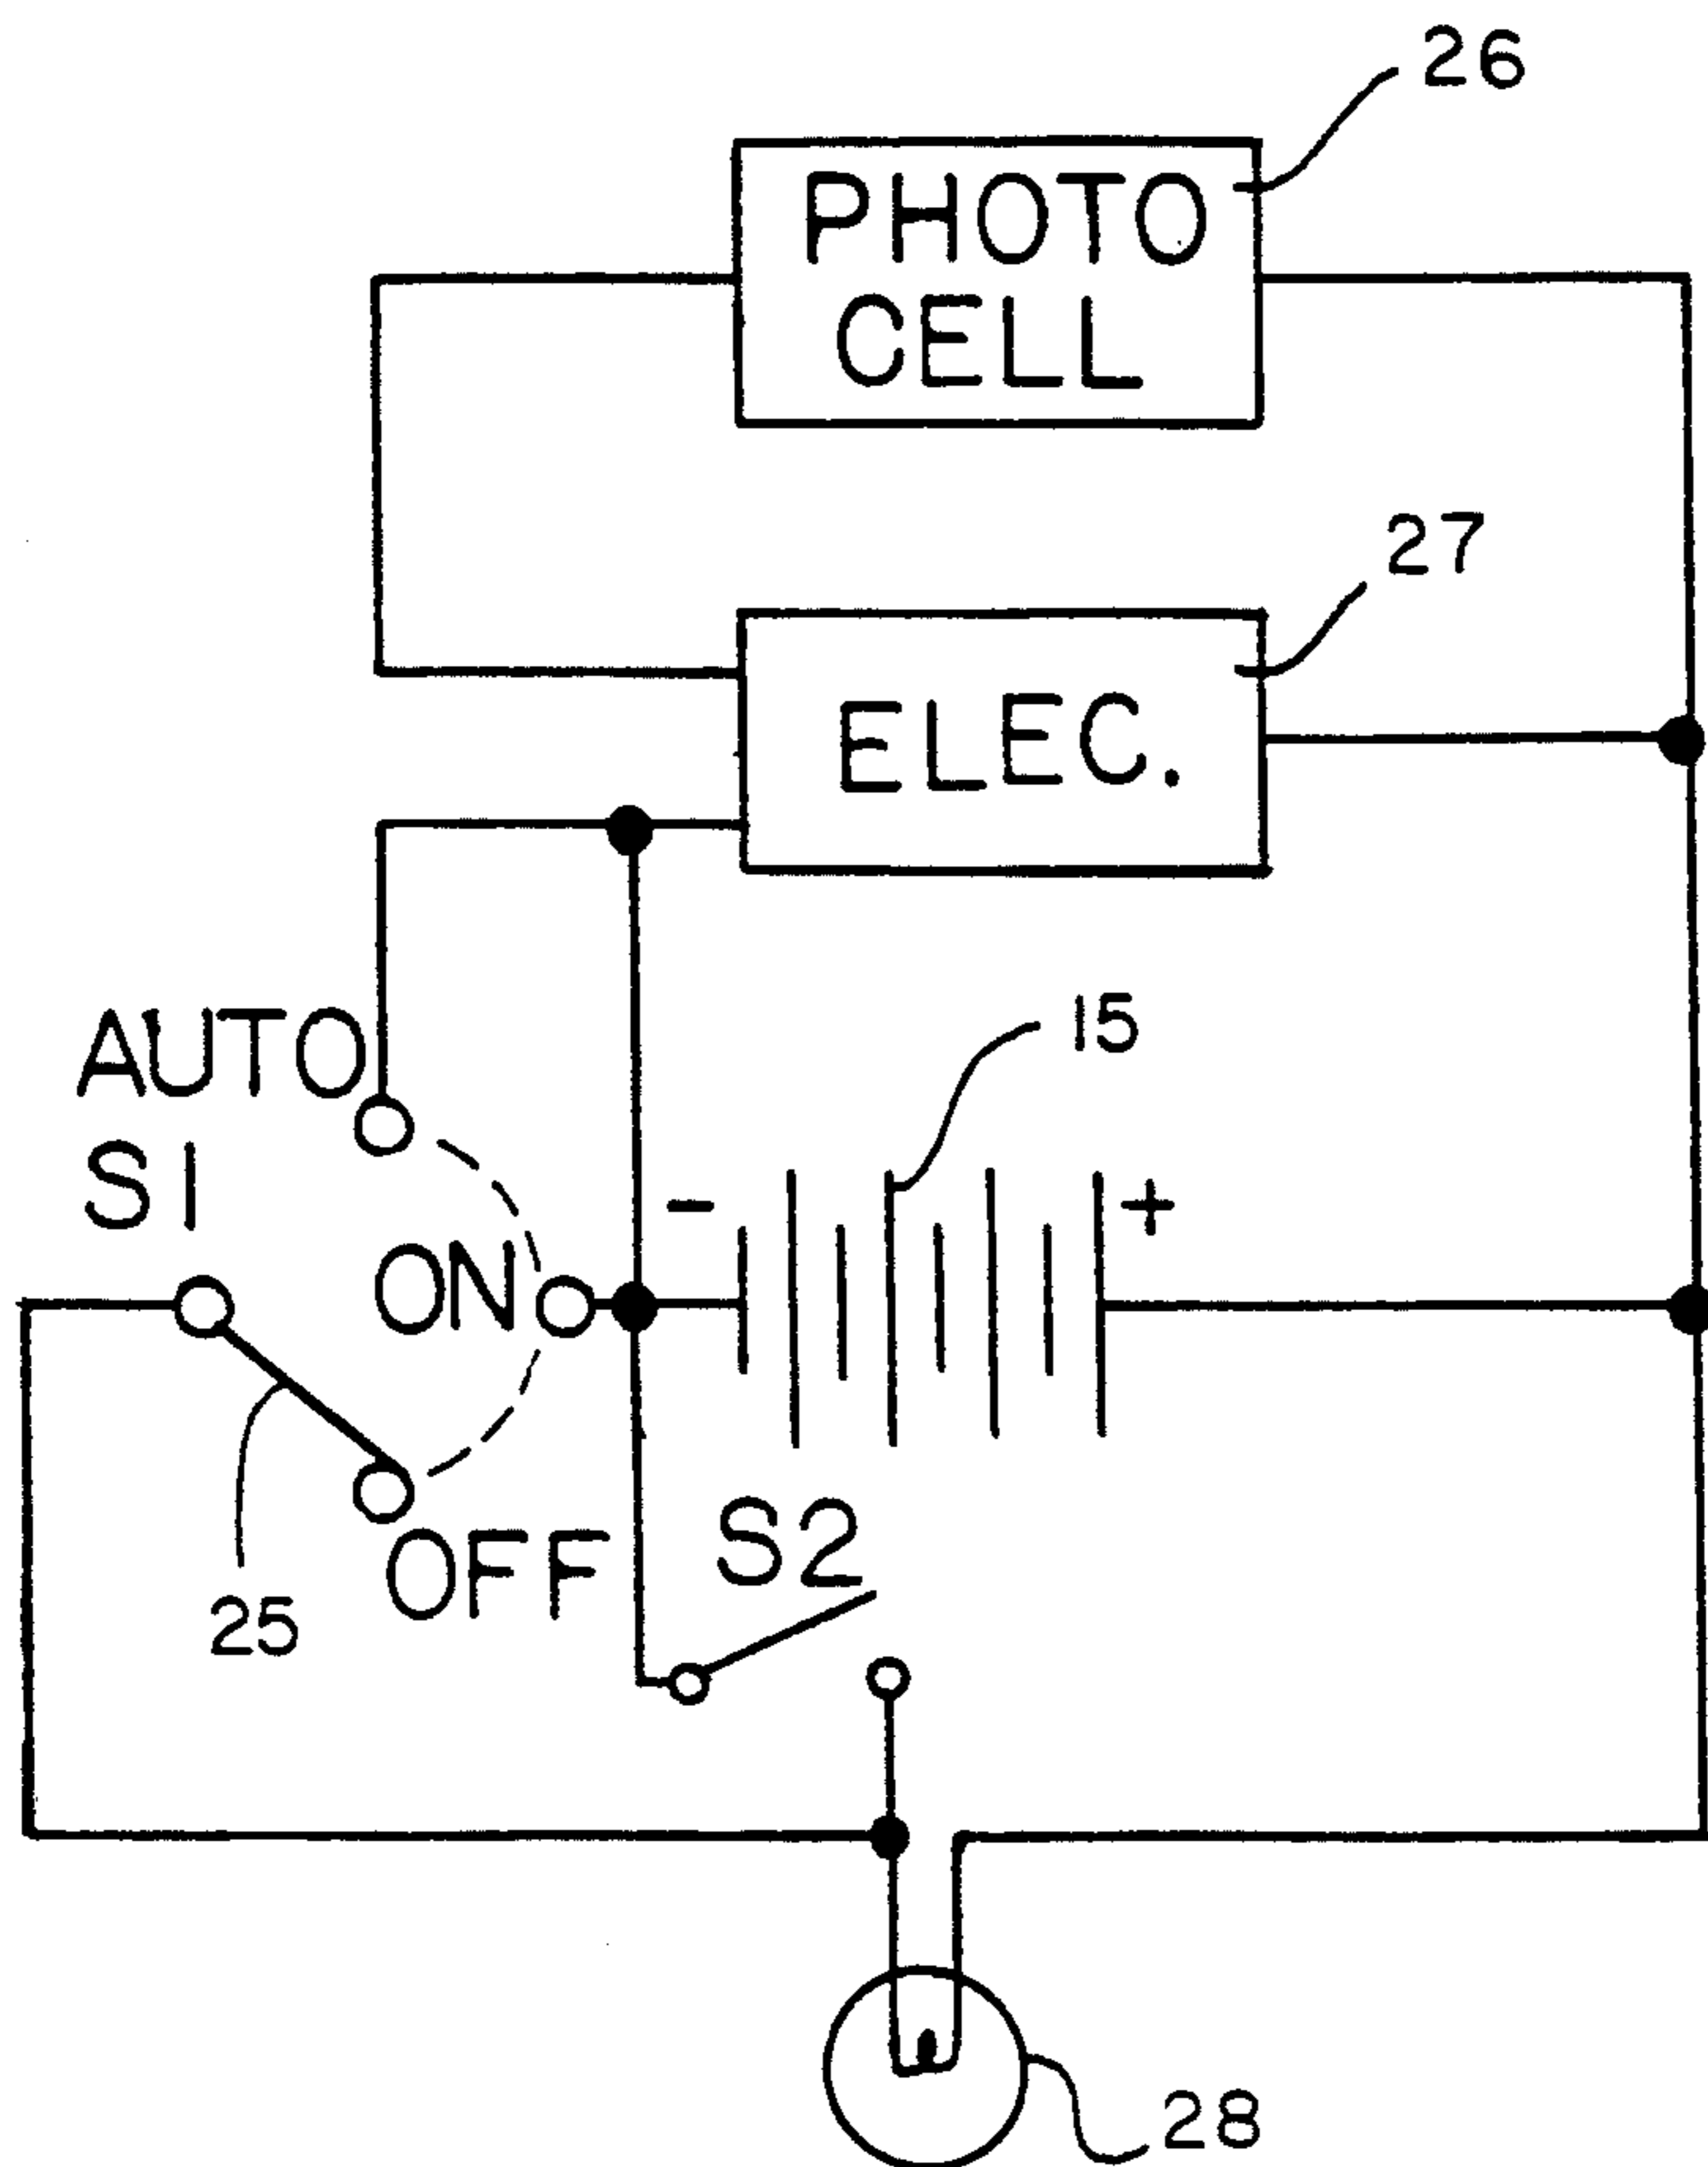 26
PHOTO
CELL
27
ELEC.
15
AUTO
S1
- +
ON
S2
OFF
25
28